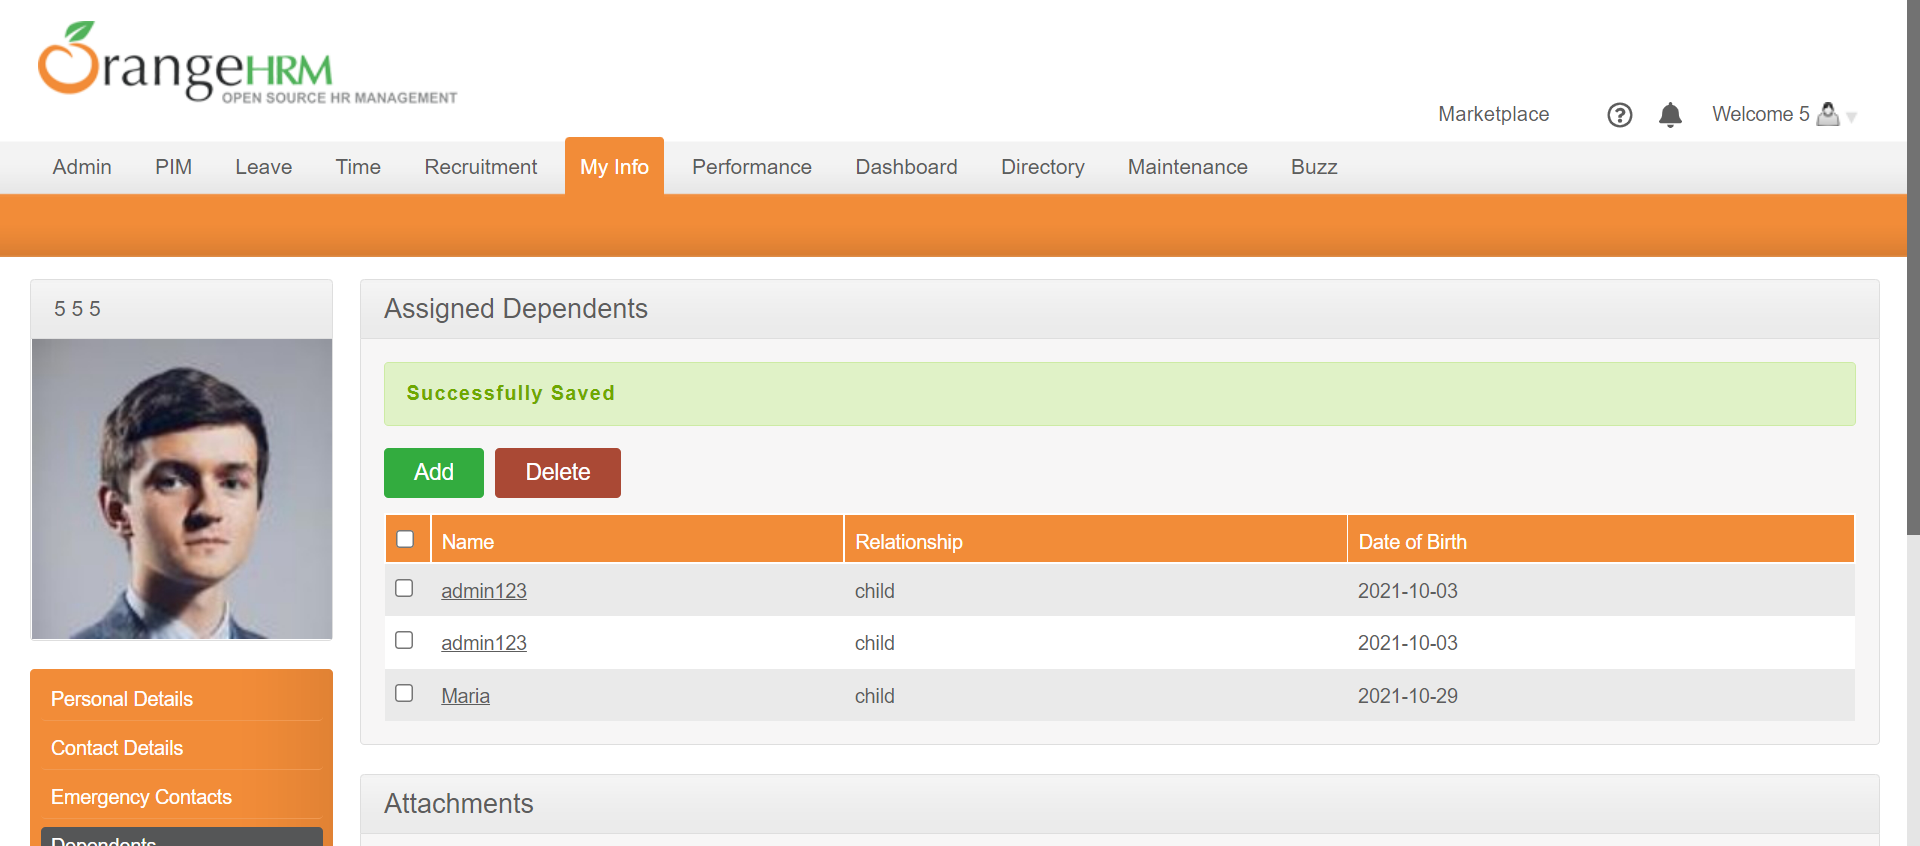 OrangeHRM
OPEN SOURCE HR MANAGEMENT
Marketplace
Welcome 5
Admin PIM Leave Time Recruitment My Info Performance Dashboard Directory Maintenance Buzz
5 5 5
Assigned Dependents
Successfully Saved
Add Delete
Name Relationship Date of Birth
admin123 child 2021-10-03
admin123 child 2021-10-03
Maria child 2021-10-29
Personal Details
Contact Details
Emergency Contacts
Dependents
Attachments